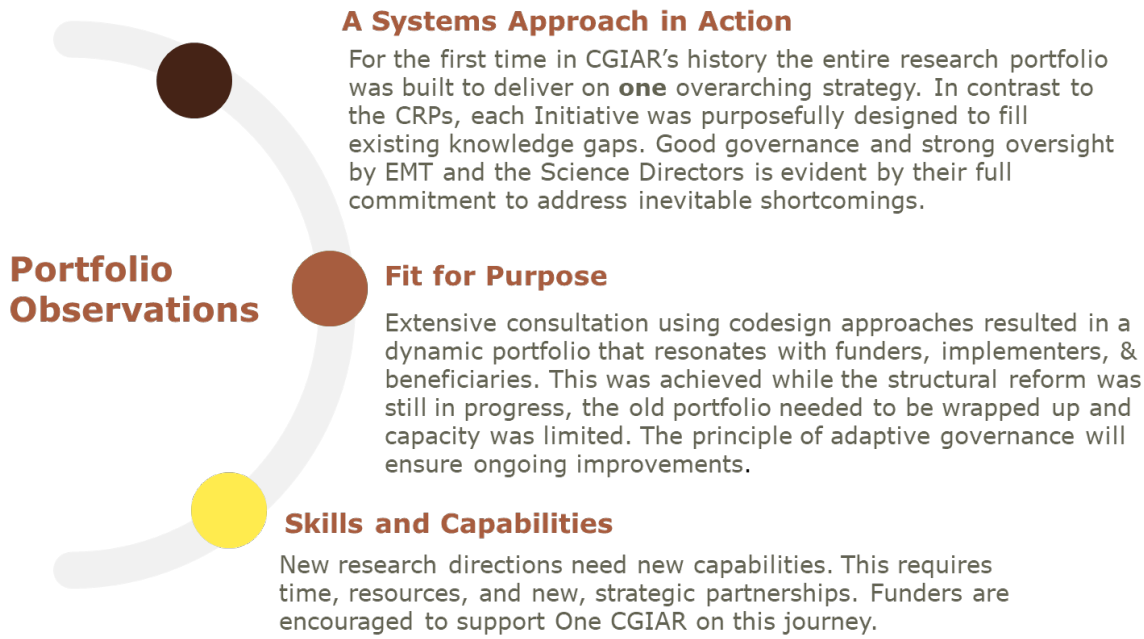 A Systems Approach in Action
For the first time in CGIAR’s history the entire research portfolio
was built to deliver on one overarching strategy. In contrast to
the CRPs, each Initiative was purposefully designed to fill
existing knowledge gaps. Good governance and strong oversight
by EMT and the Science Directors is evident by their full
commitment to address inevitable shortcomings.
Portfolio
Observations
Fit for Purpose
Extensive consultation using codesign approaches resulted in a
dynamic portfolio that resonates with funders, implementers, &
beneficiaries. This was achieved while the structural reform was
still in progress, the old portfolio needed to be wrapped up and
capacity was limited. The principle of adaptive governance will
ensure ongoing improvements.
Skills and Capabilities
New research directions need new capabilities. This requires
time, resources, and new, strategic partnerships. Funders are
encouraged to support One CGIAR on this journey.